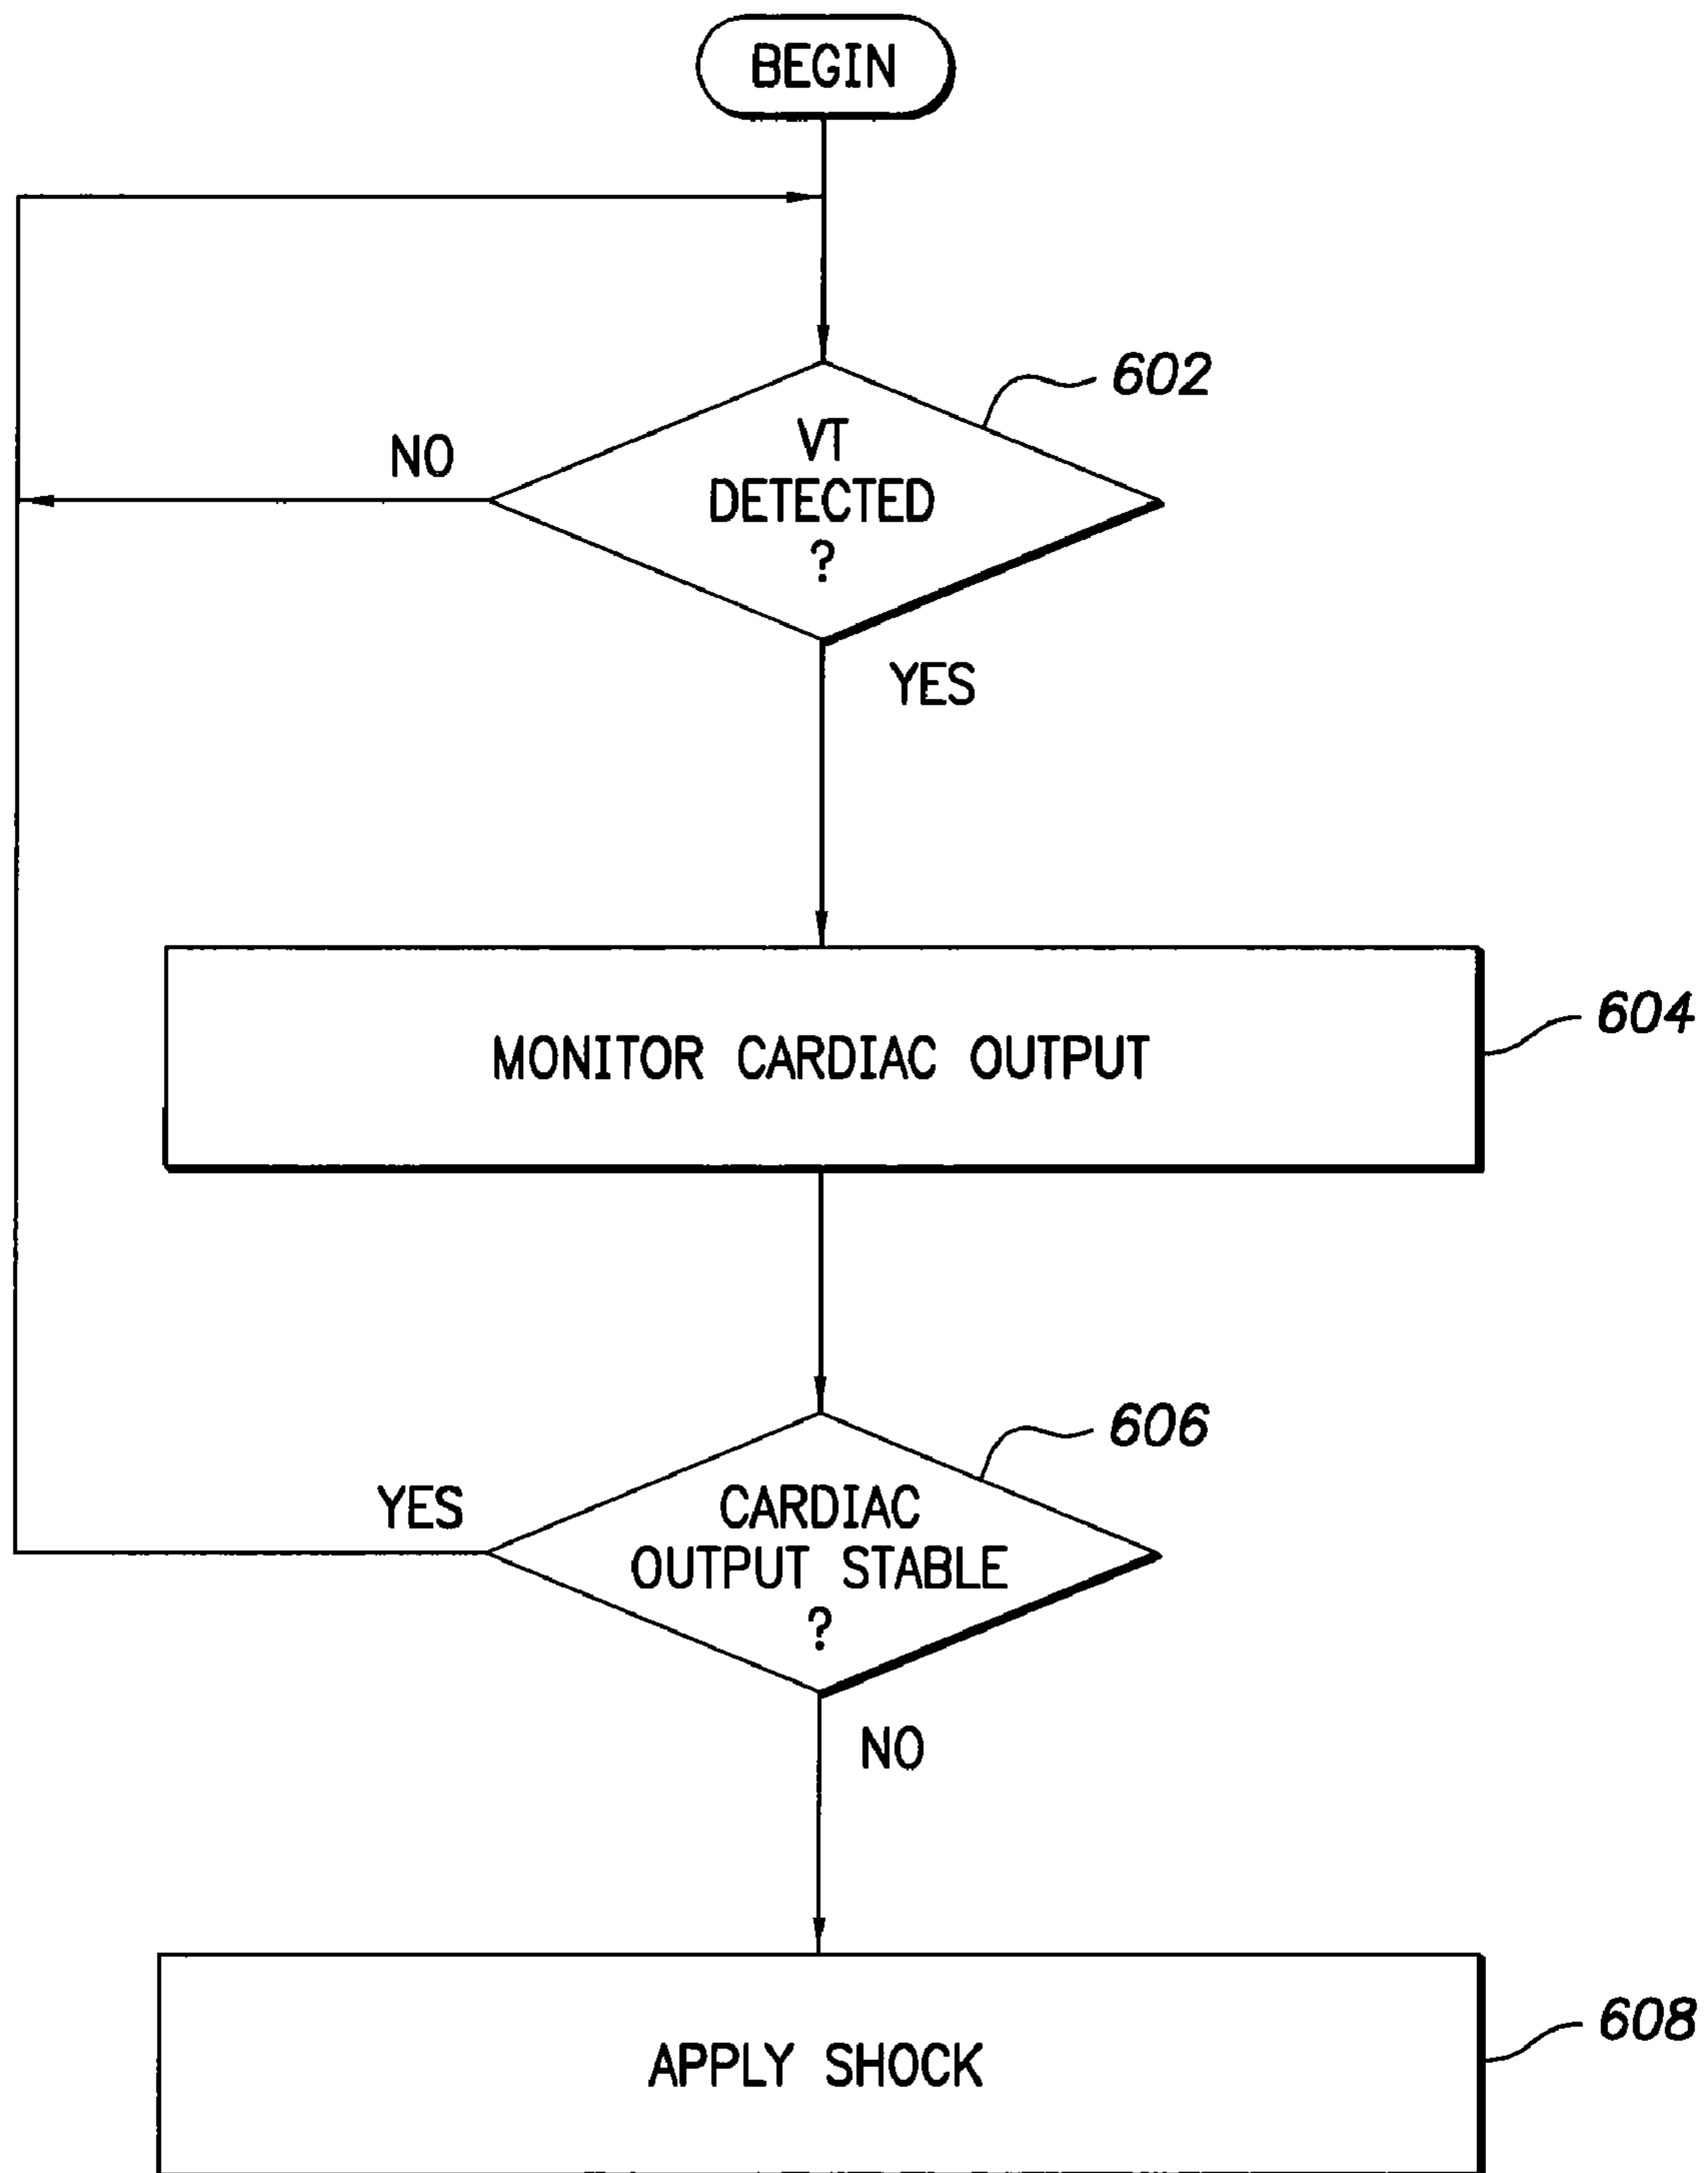 BEGIN
602
VT
DETECTED
?
NO
YES
MONITOR CARDIAC OUTPUT
604
606
CARDIAC
OUTPUT STABLE
?
YES
NO
APPLY SHOCK
608